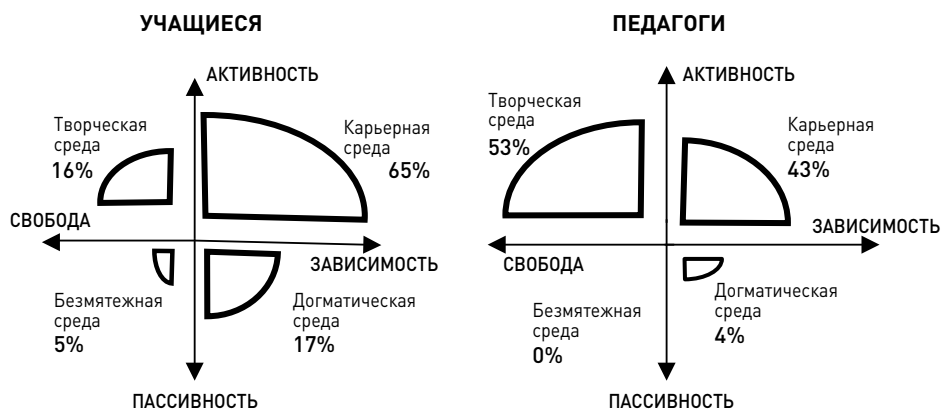 УЧАЩИЕСЯ
АКТИВНОСТЬ
Творческая
среда
16%
Карьерная
среда
65%
СВОБОДА
ЗАВИСИМОСТЬ
Безмятежная
среда
5%
Догматическая
среда
17%
ПАССИВНОСТЬ
ПЕДАГОГИ
АКТИВНОСТЬ
Творческая
среда
53%
Карьерная
среда
43%
ЗАВИСИМОСТЬ
СВОБОДА
Безмятежная
среда
0%
Догматическая
среда
4%
ПАССИВНОСТЬ